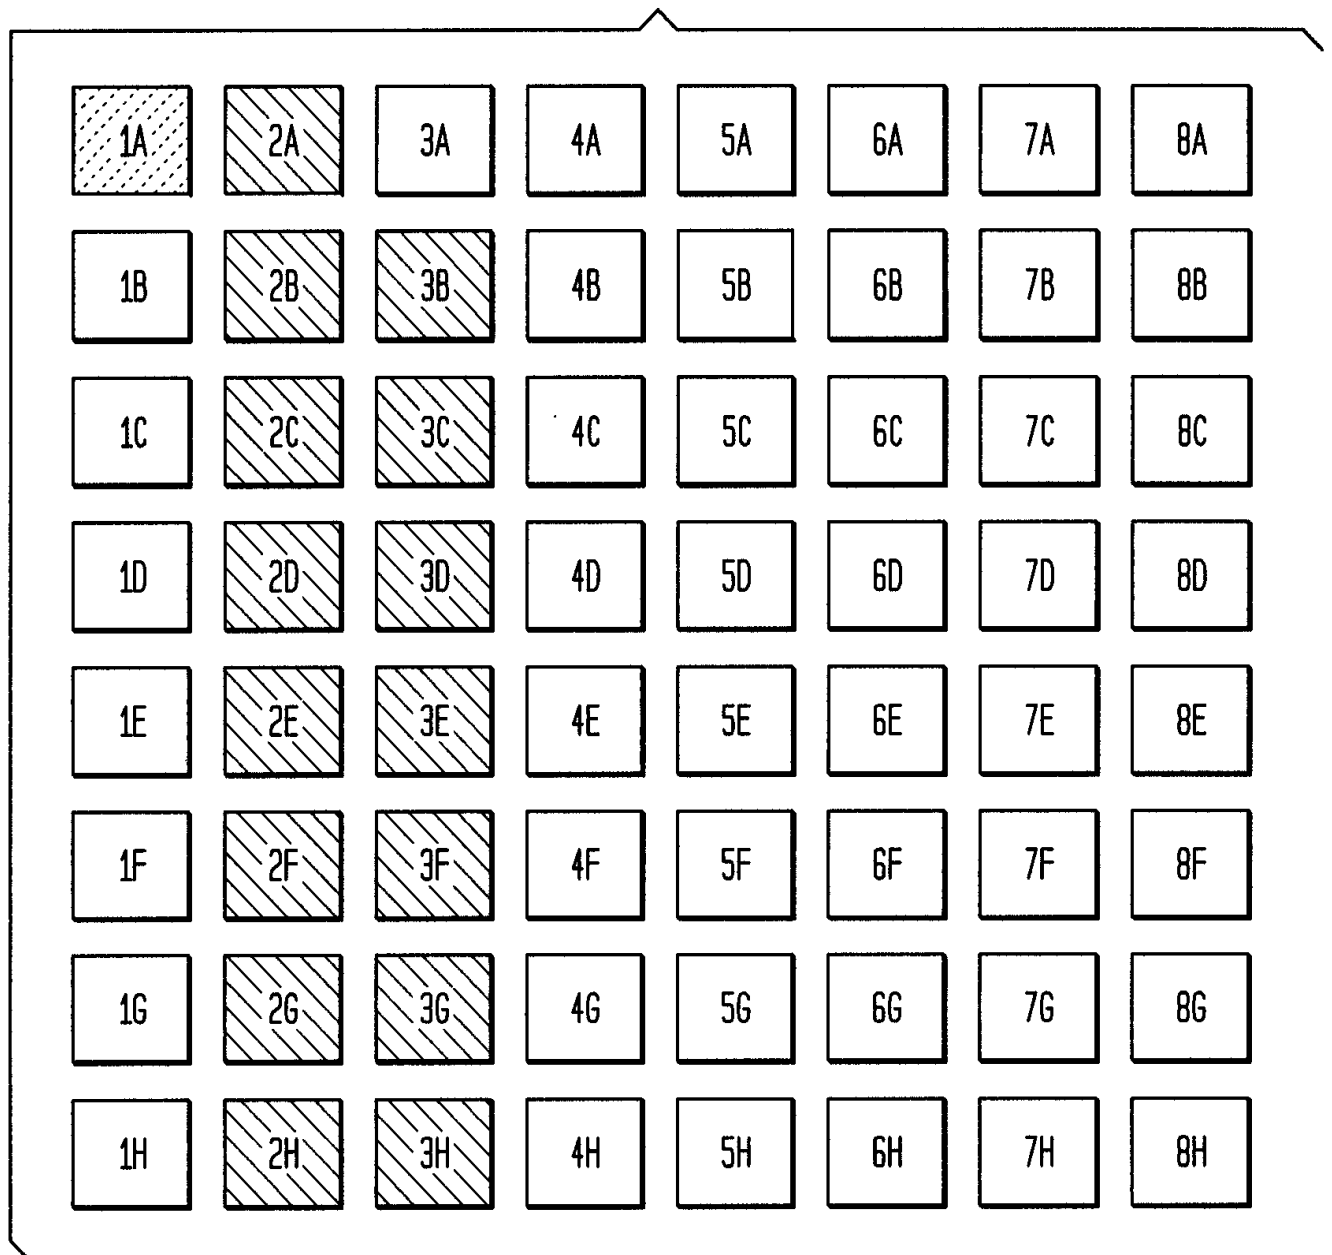 1A 2A 3A 4A 5A 6A 7A 8A
1B 2B 3B 4B 5B 6B 7B 8B
1C 2C 3C 4C 5C 6C 7C 8C
1D 2D 3D 4D 5D 6D 7D 8D
1E 2E 3E 4E 5E 6E 7E 8E
1F 2F 3F 4F 5F 6F 7F 8F
1G 2G 3G 4G 5G 6G 7G 8G
1H 2H 3H 4H 5H 6H 7H 8H